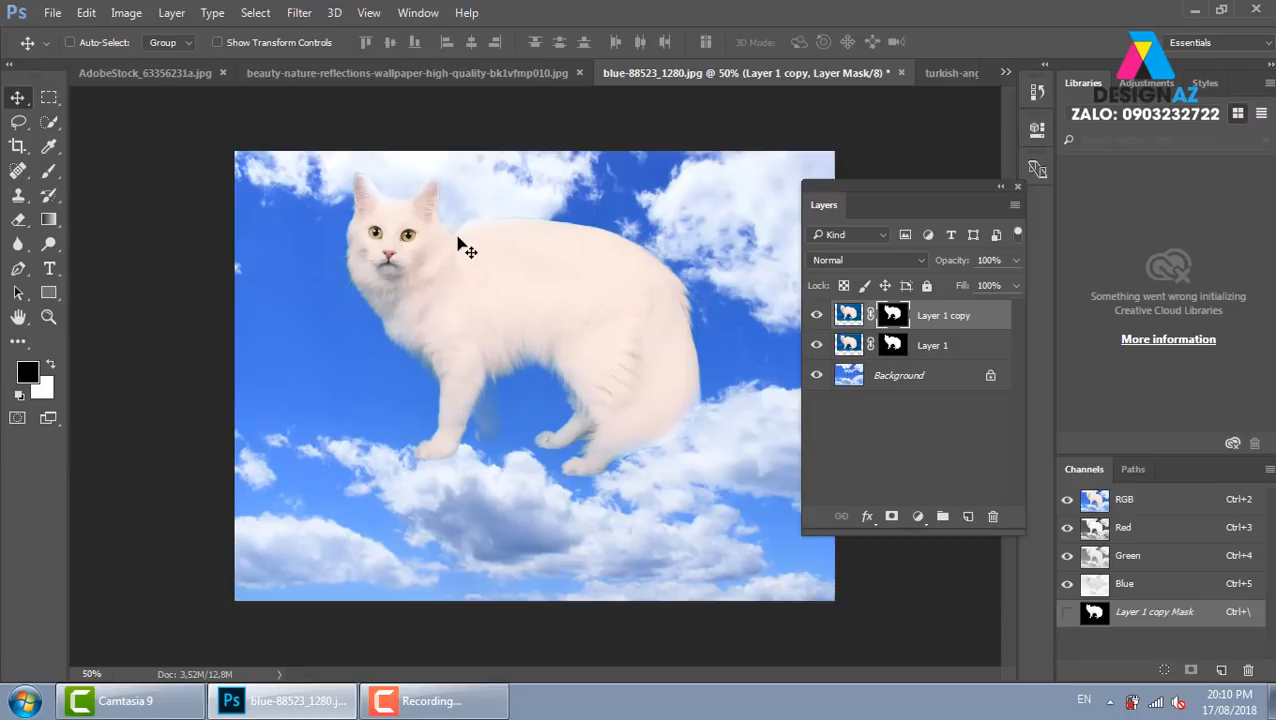 Ps File Edit Image Layer Type Select Filter 3D View Window Help
Auto-Select: Group Show Transform Controls 3D Mode: Essentials
AdobeStock_63356231a.jpg × beauty-nature-reflections-wallpaper-high-quality-bk1vfmp010.jpg × blue-88523_1280.jpg @ 50% (Layer 1 copy, Layer Mask/8) * × turkish-ang
Libraries Adjustments Styles
DESIGNAZ
ZALO: 0903232722
Layers
Kind
Normal Opacity: 100%
Lock: Fill: 100%
Layer 1 copy
Layer 1
Background
Something went wrong initializing
Creative Cloud Libraries
More information
Channels Paths
RGB Ctrl+2
Red Ctrl+3
Green Ctrl+4
Blue Ctrl+5
Layer 1 copy Mask Ctrl+\
50% Doc: 3,52M/12,8M
Camtasia 9
Ps blue-88523_1280.j...
Recording...
EN
20:10 PM
17/08/2018